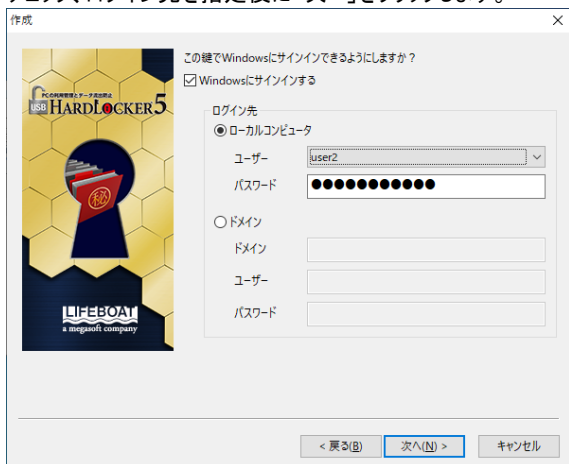 作成
この鍵でWindowsにサインインできるようにしますか？
Windowsにサインインする
PCの利用管理とデータ流出防止
USB HARDLOCKER5
ログイン先
ローカルコンピュータ
ユーザー user2
パスワード ●●●●●●●●●●●
ドメイン
ドメイン
ユーザー
パスワード
秘
LIFEBOAT
a megasoft company
< 戻る(B) 次へ(N) > キャンセル